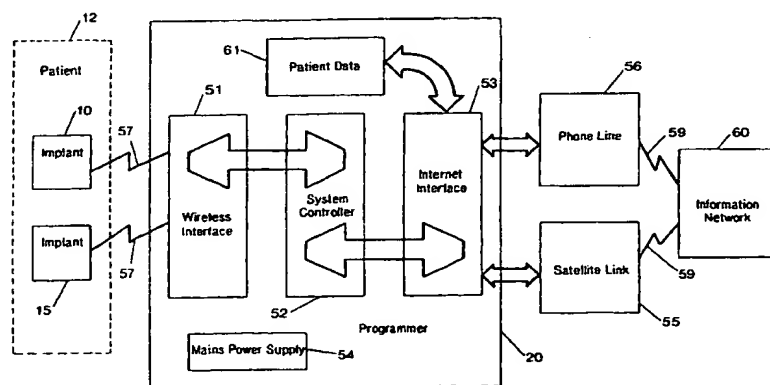 12
Patient
10
Implant
57
Implant
15
57
61
Patient Data
51
Wireless
Interface
System
Controller
52
53
Internet
Interface
Programmer
Mains Power Supply
54
20
56
Phone Line
59
60
Information
Network
Satellite Link
59
55